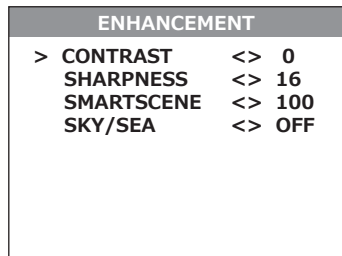 ENHANCEMENT
> CONTRAST <> 0
SHARPNESS <> 16
SMARTSCENE <> 100
SKY/SEA <> OFF